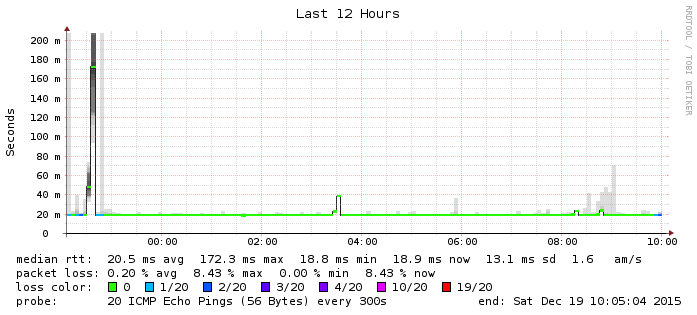 Last 12 Hours
RRDTOOL / TOBI OETIKER
Seconds
200 m
180 m
160 m
140 m
120 m
100 m
80 m
60 m
40 m
20 m
0
00:00 02:00 04:00 06:00 08:00 10:00
median rtt: 20.5 ms avg 172.3 ms max 18.8 ms min 18.9 ms now 13.1 ms sd 1.6 am/s
packet loss: 0.20 % avg 8.43 % max 0.00 % min 8.43 % now
loss color: 0 1/20 2/20 3/20 4/20 10/20 19/20
probe: 20 ICMP Echo Pings (56 Bytes) every 300s end: Sat Dec 19 10:05:04 2015